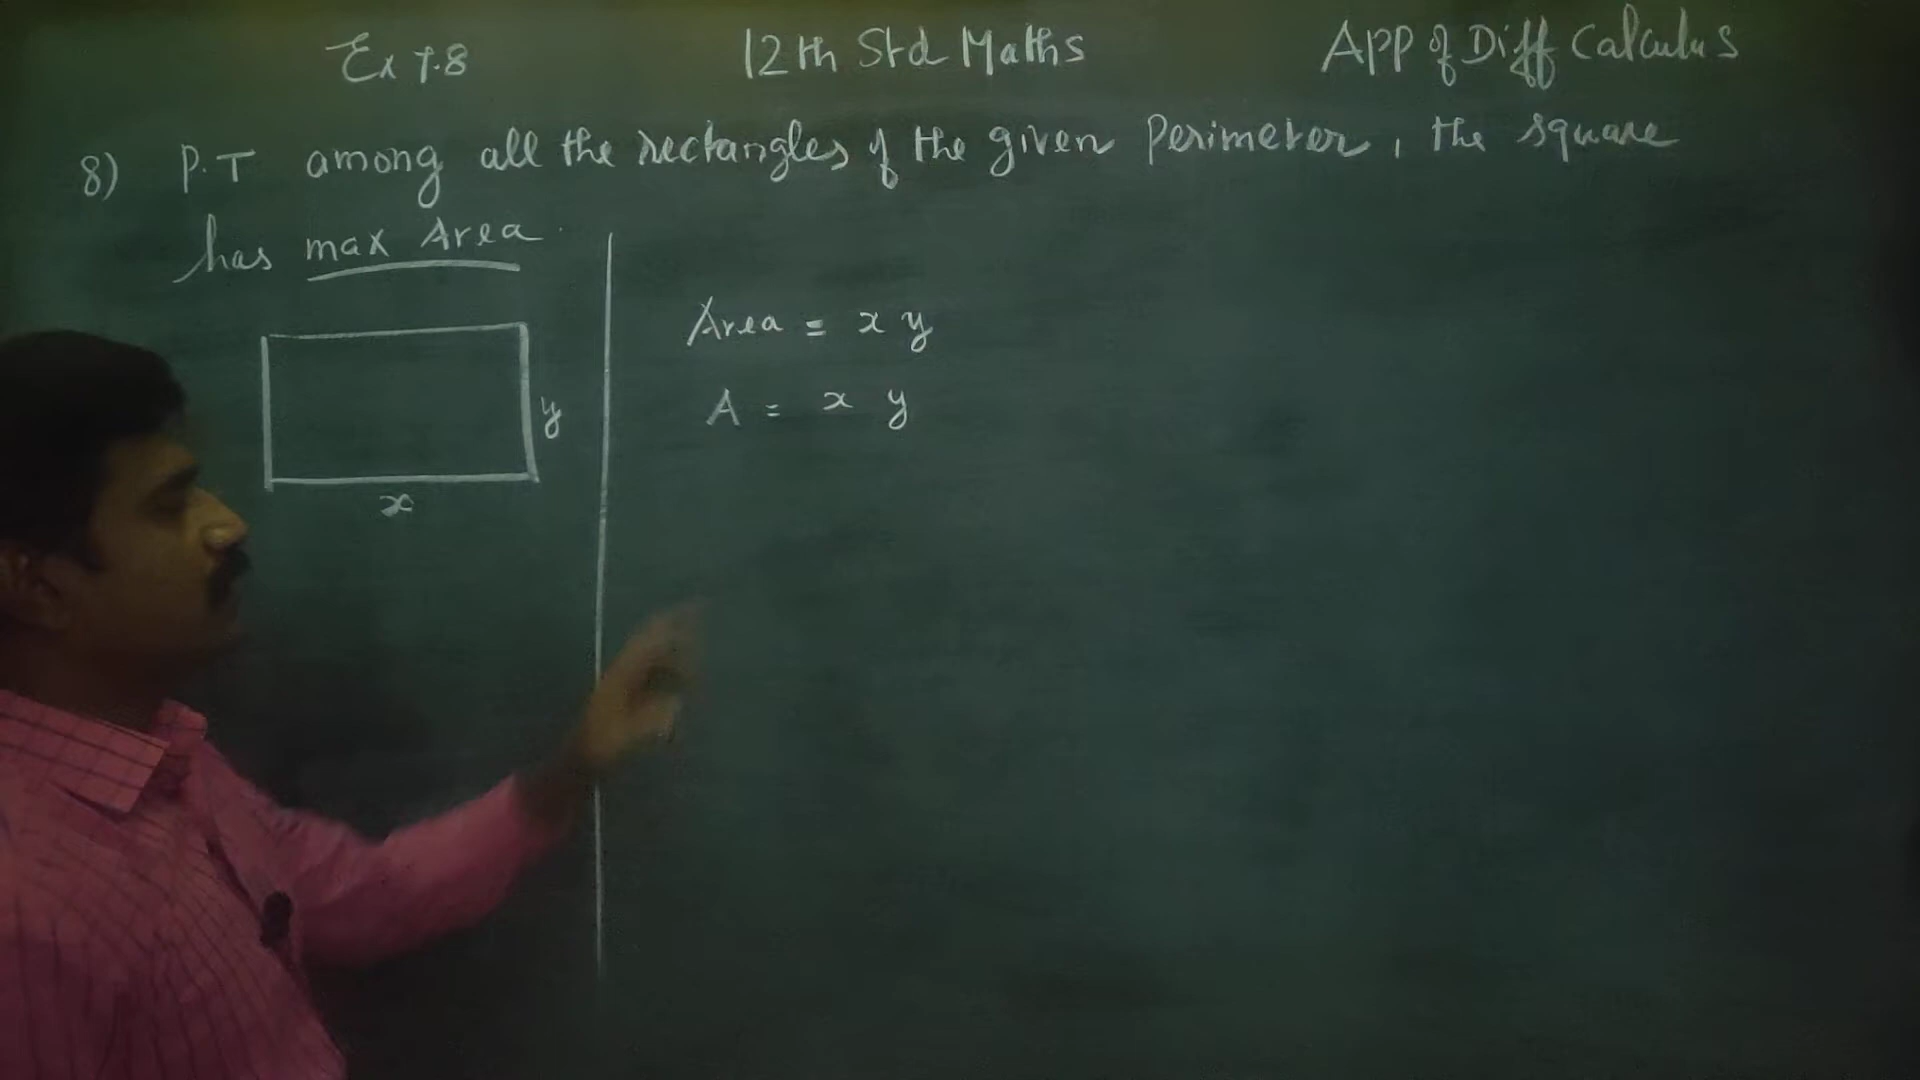 Ex 7.8 12th Std Maths App of Diff Calculus
8) P.T among all the rectangles of the given Perimeter, the square
has max Area.
Area = x y
A = x y
y
x